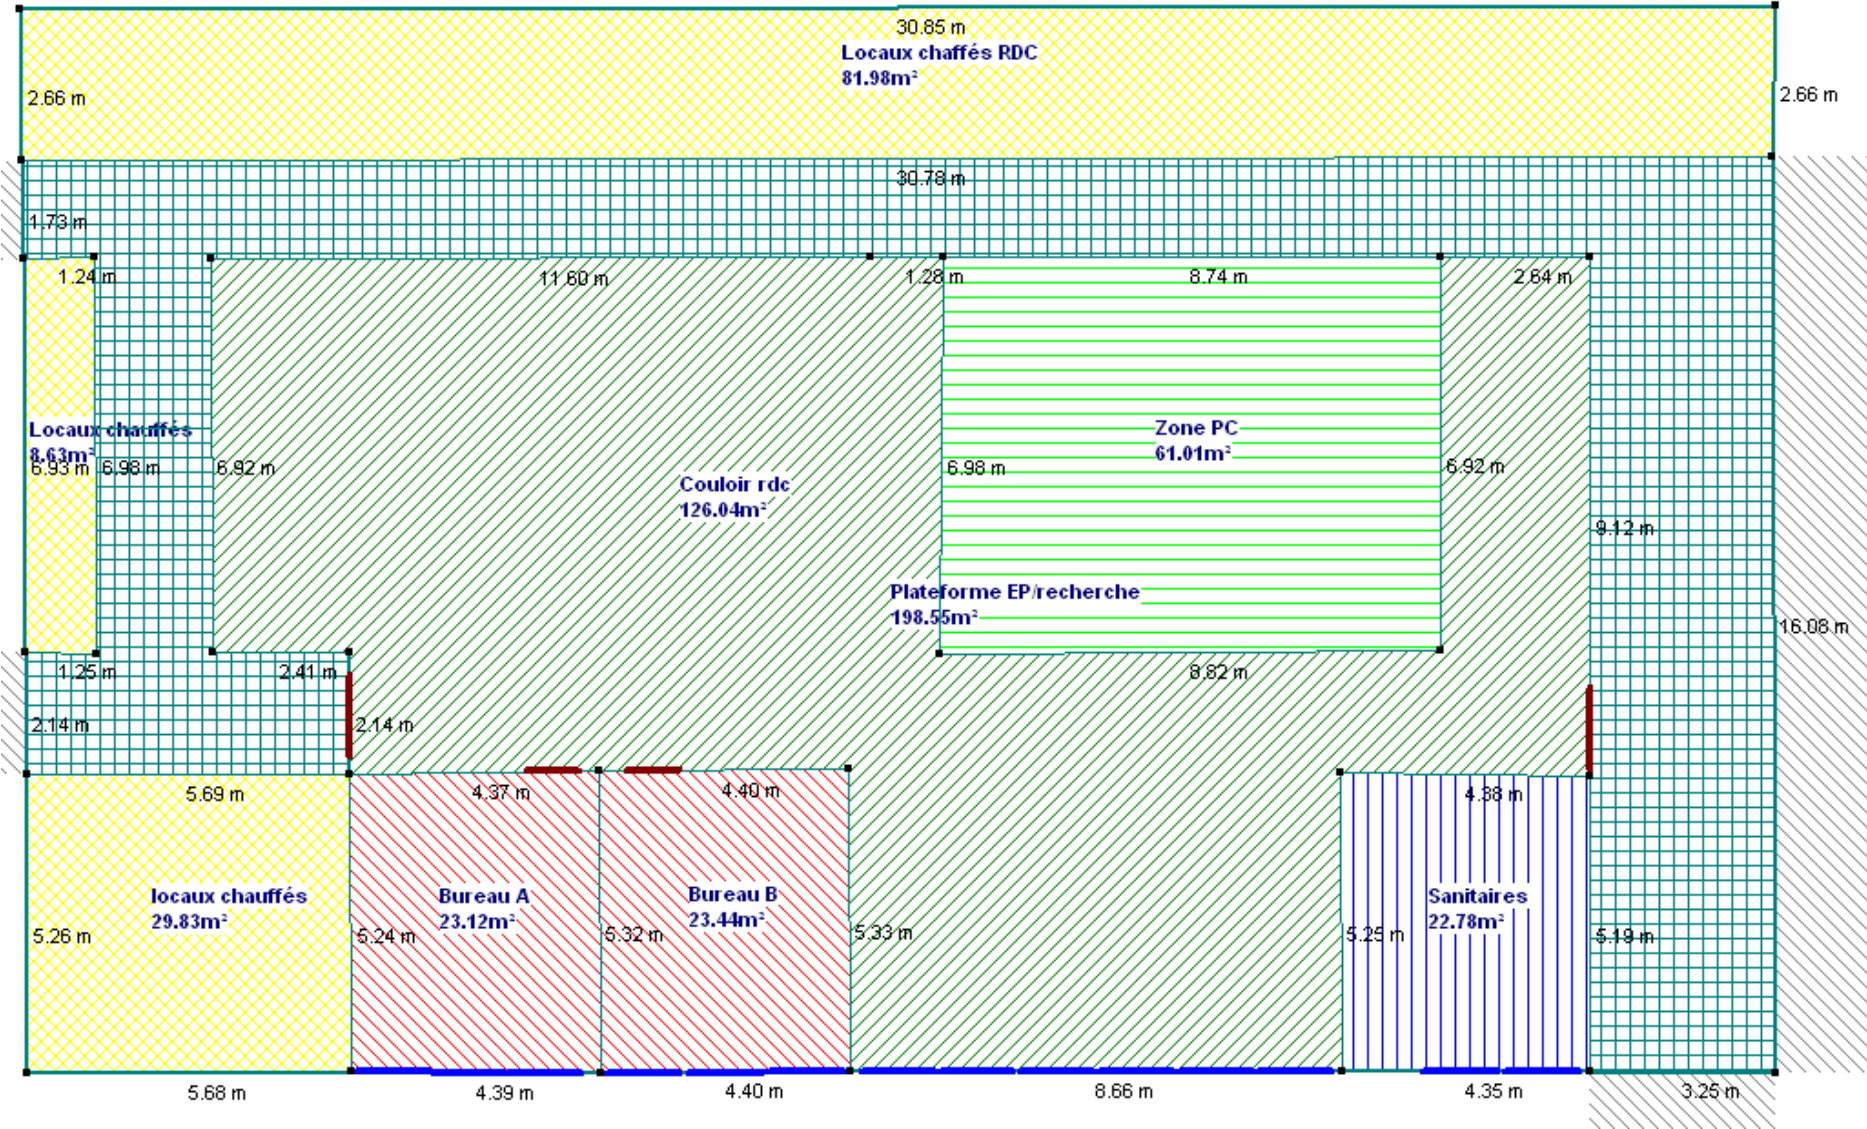 30.85 m
Locaux chaffés RDC
81.98m²
2.66 m
2.66 m
30.78 m
1.73 m
1.24 m
11.60 m
1.28 m
8.74 m
2.64 m
Locaux chauffés
8.63m²
6.93 m
6.98 m
6.92 m
Couloir rdc
126.04m²
6.98 m
Zone PC
61.01m²
6.92 m
9.12 m
Plateforme EP/recherche
198.55m²
16.08 m
1.25 m
2.41 m
8.82 m
2.14 m
2.14 m
5.69 m
4.37 m
4.40 m
4.38 m
locaux chauffés
29.83m²
Bureau A
23.12m²
Bureau B
23.44m²
Sanitaires
22.78m²
5.26 m
5.24 m
5.32 m
5.33 m
5.25 m
5.19 m
5.68 m
4.39 m
4.40 m
8.66 m
4.35 m
3.25 m